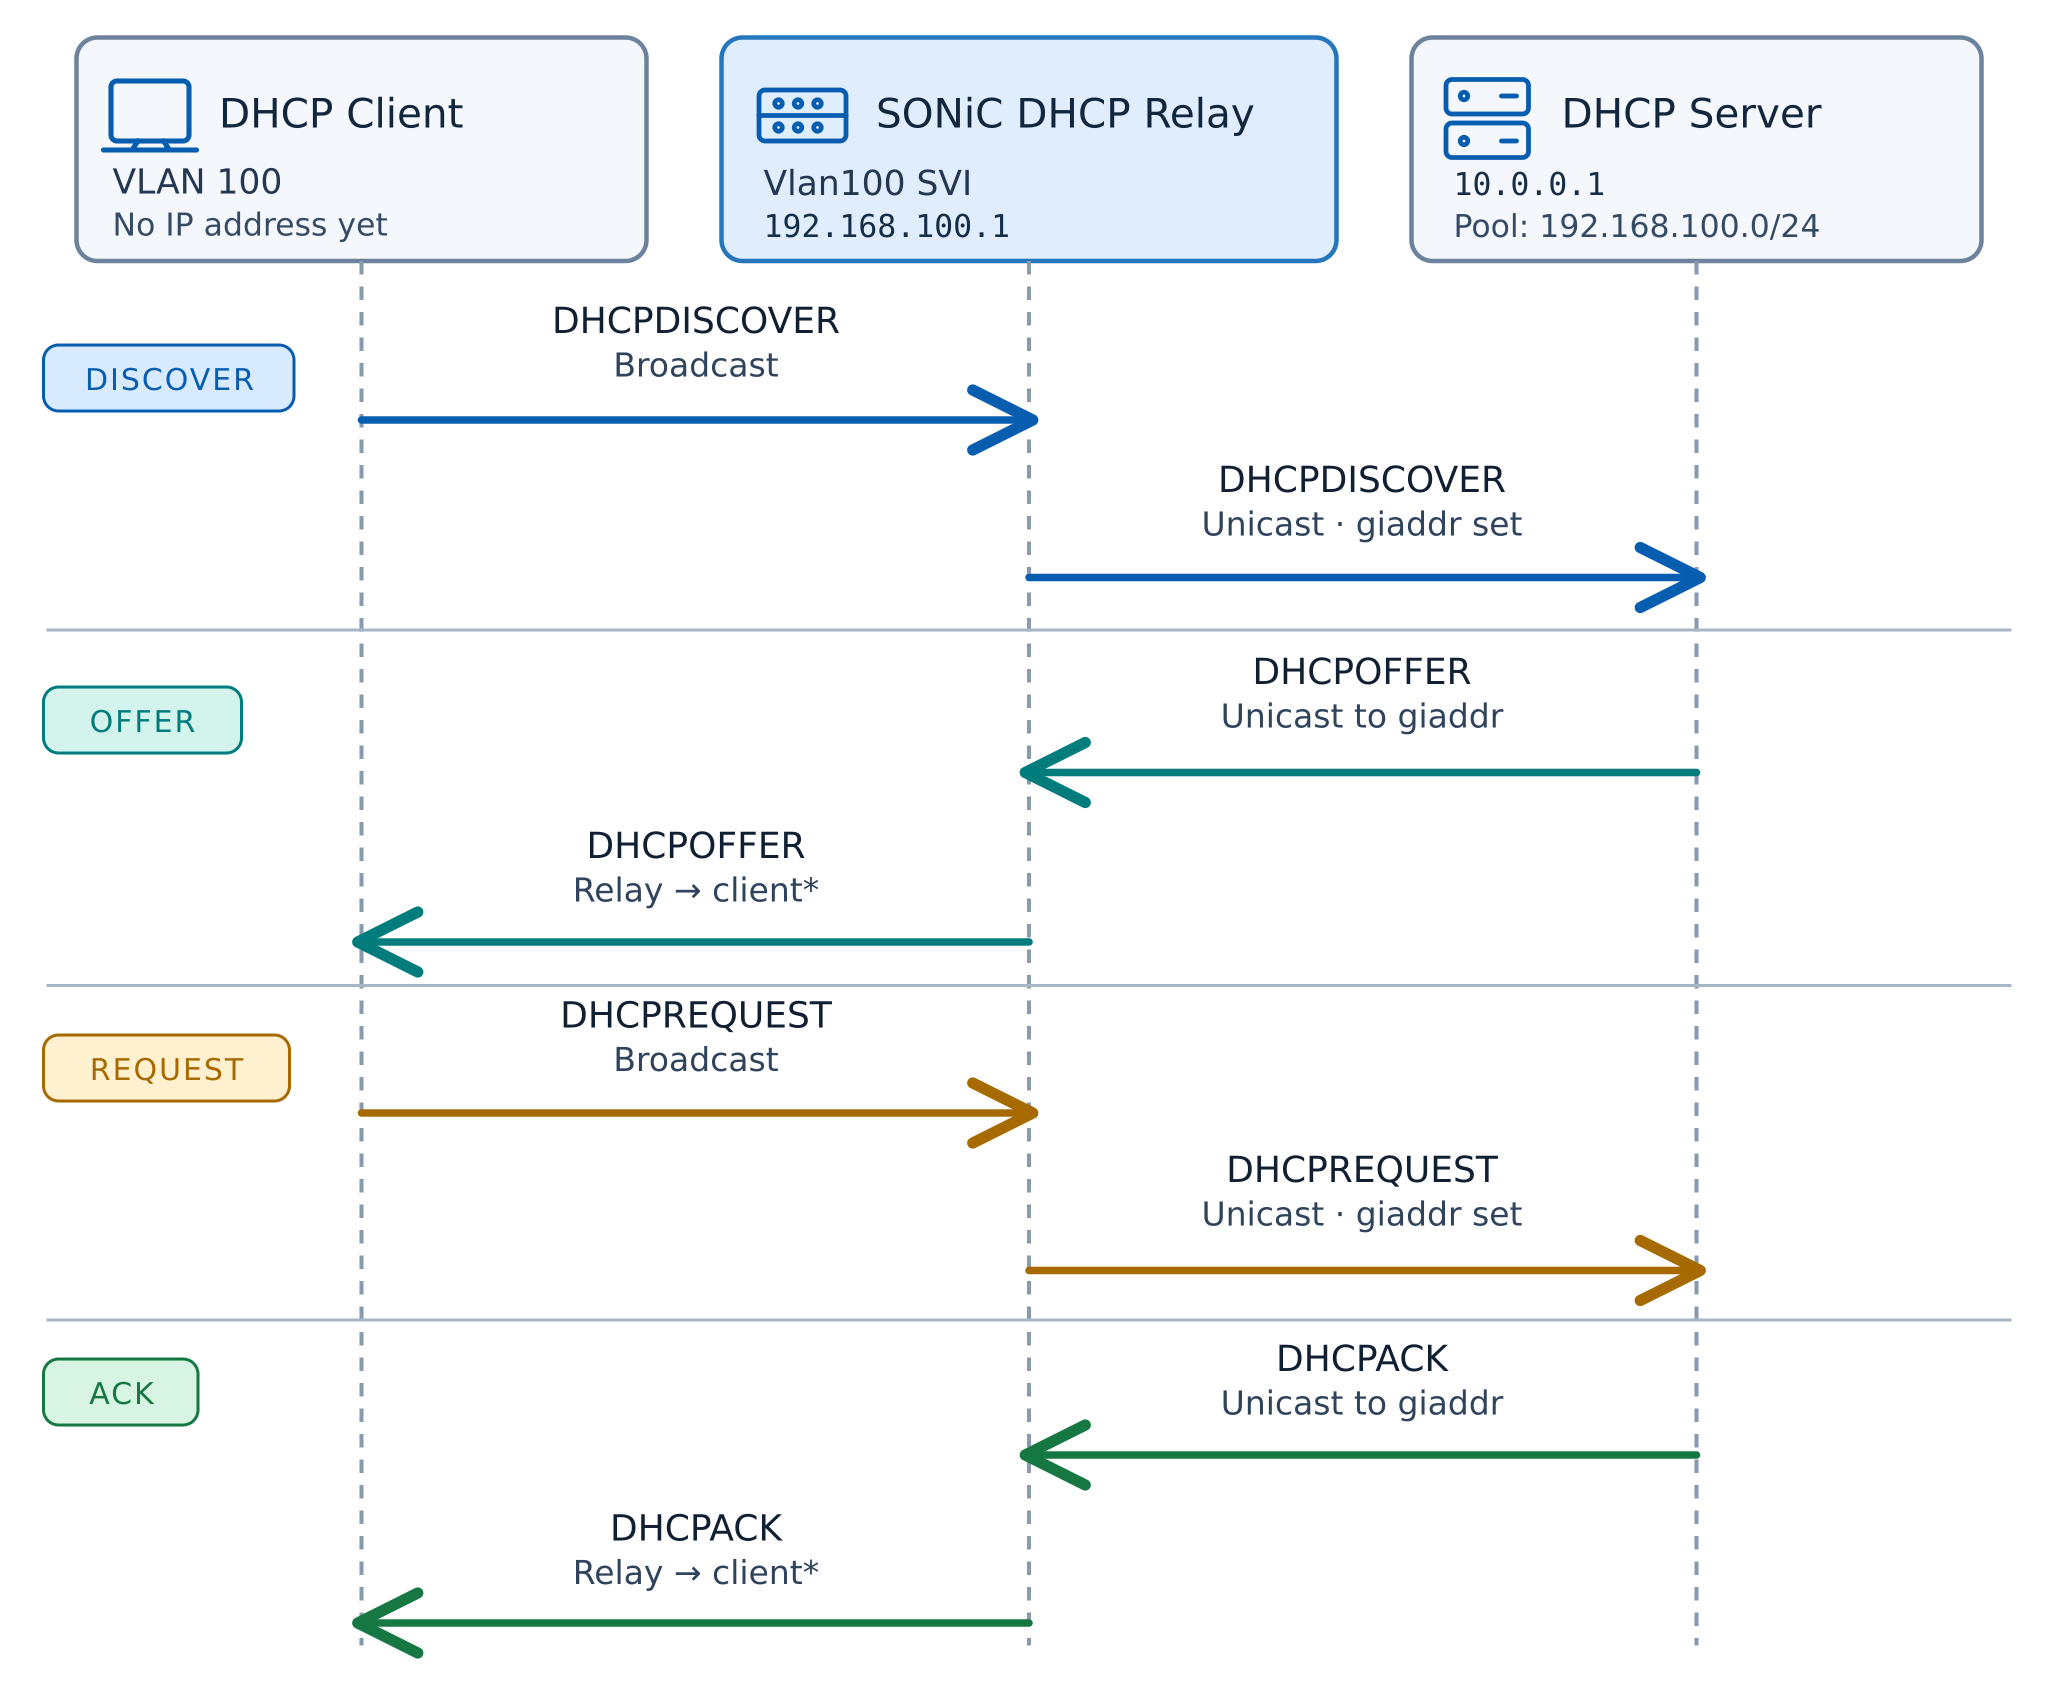 DHCP Client
VLAN 100
No IP address yet
SONiC DHCP Relay
Vlan100 SVI
192.168.100.1
DHCP Server
10.0.0.1
Pool: 192.168.100.0/24
DISCOVER
DHCPDISCOVER
Broadcast
DHCPDISCOVER
Unicast · giaddr set
OFFER
DHCPOFFER
Unicast to giaddr
DHCPOFFER
Relay → client*
REQUEST
DHCPREQUEST
Broadcast
DHCPREQUEST
Unicast · giaddr set
ACK
DHCPACK
Unicast to giaddr
DHCPACK
Relay → client*